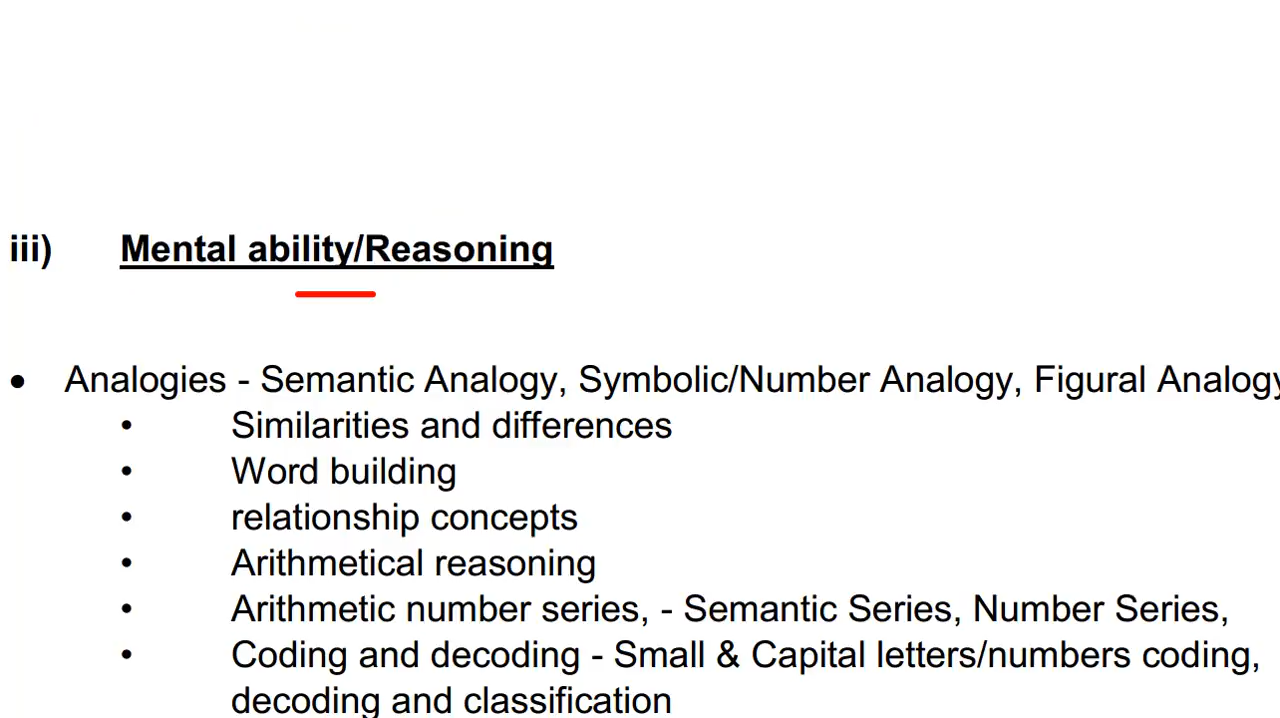 iii) Mental ability/Reasoning
• Analogies - Semantic Analogy, Symbolic/Number Analogy, Figural Analogy
• Similarities and differences
• Word building
• relationship concepts
• Arithmetical reasoning
• Arithmetic number series, - Semantic Series, Number Series,
• Coding and decoding - Small & Capital letters/numbers coding,
decoding and classification